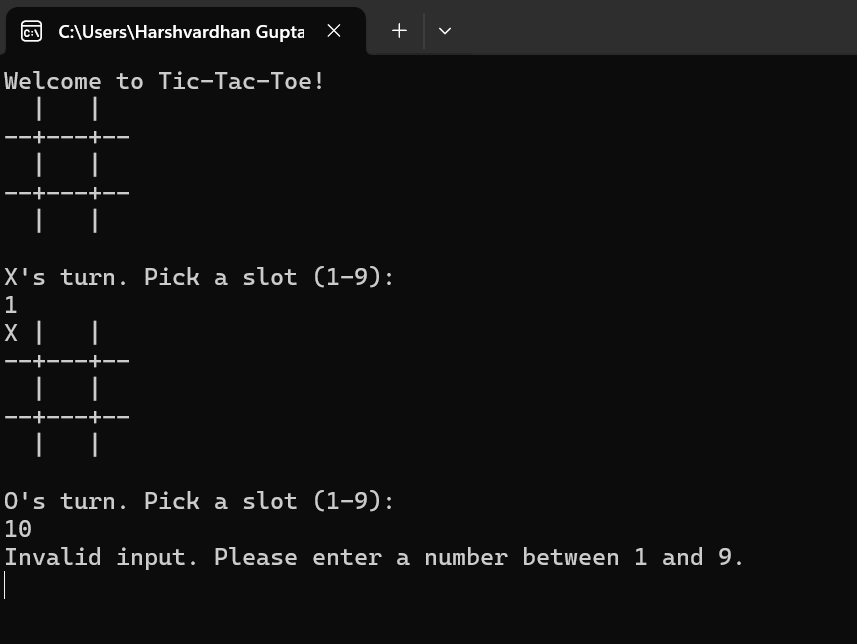 C:\Users\Harshvardhan Gupta
Welcome to Tic-Tac-Toe!
  |   |
--+---+--
  |   |
--+---+--
  |   |
X's turn. Pick a slot (1-9):
1
X |   |
--+---+--
  |   |
--+---+--
  |   |
O's turn. Pick a slot (1-9):
10
Invalid input. Please enter a number between 1 and 9.